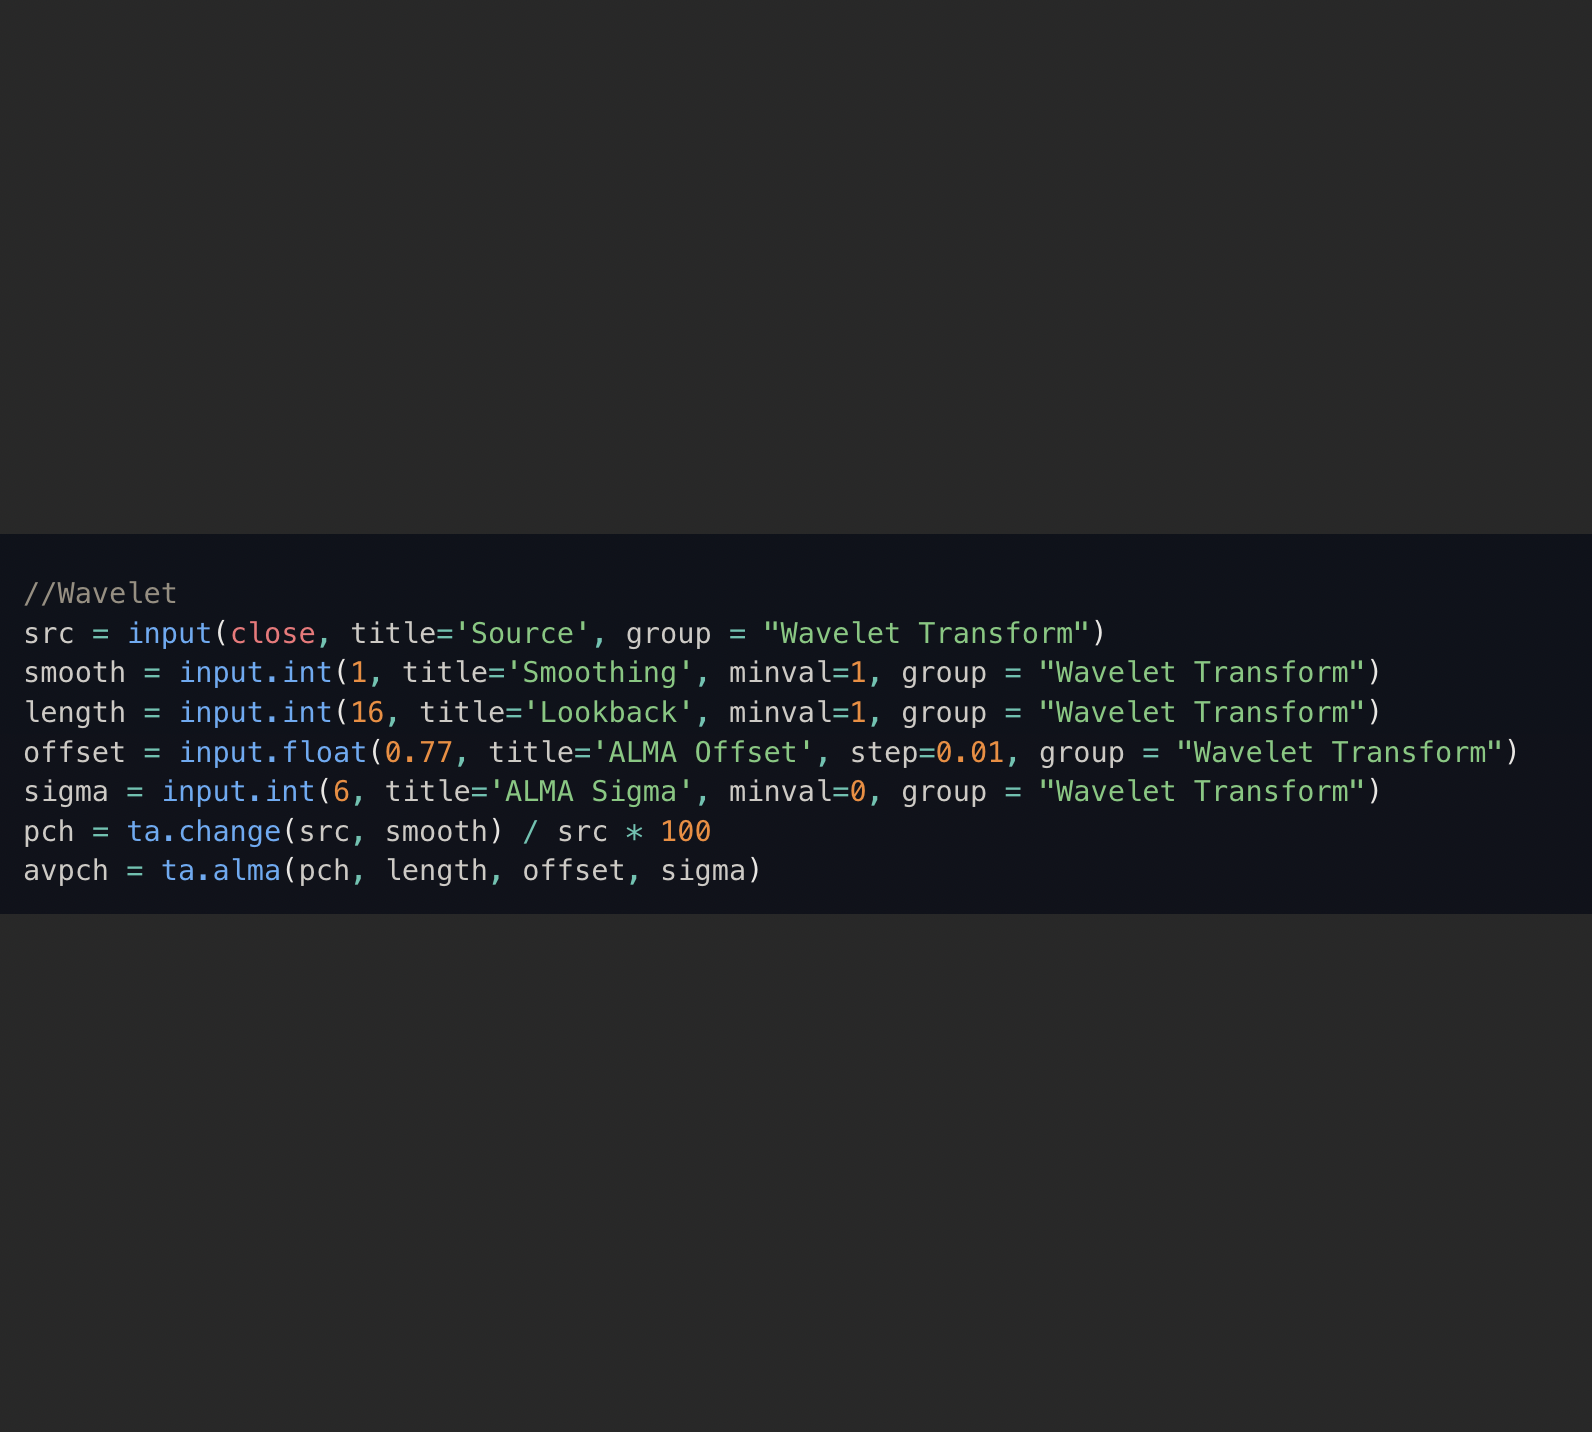 //Wavelet
src = input(close, title='Source', group = "Wavelet Transform")
smooth = input.int(1, title='Smoothing', minval=1, group = "Wavelet Transform")
length = input.int(16, title='Lookback', minval=1, group = "Wavelet Transform")
offset = input.float(0.77, title='ALMA Offset', step=0.01, group = "Wavelet Transform")
sigma = input.int(6, title='ALMA Sigma', minval=0, group = "Wavelet Transform")
pch = ta.change(src, smooth) / src * 100
avpch = ta.alma(pch, length, offset, sigma)